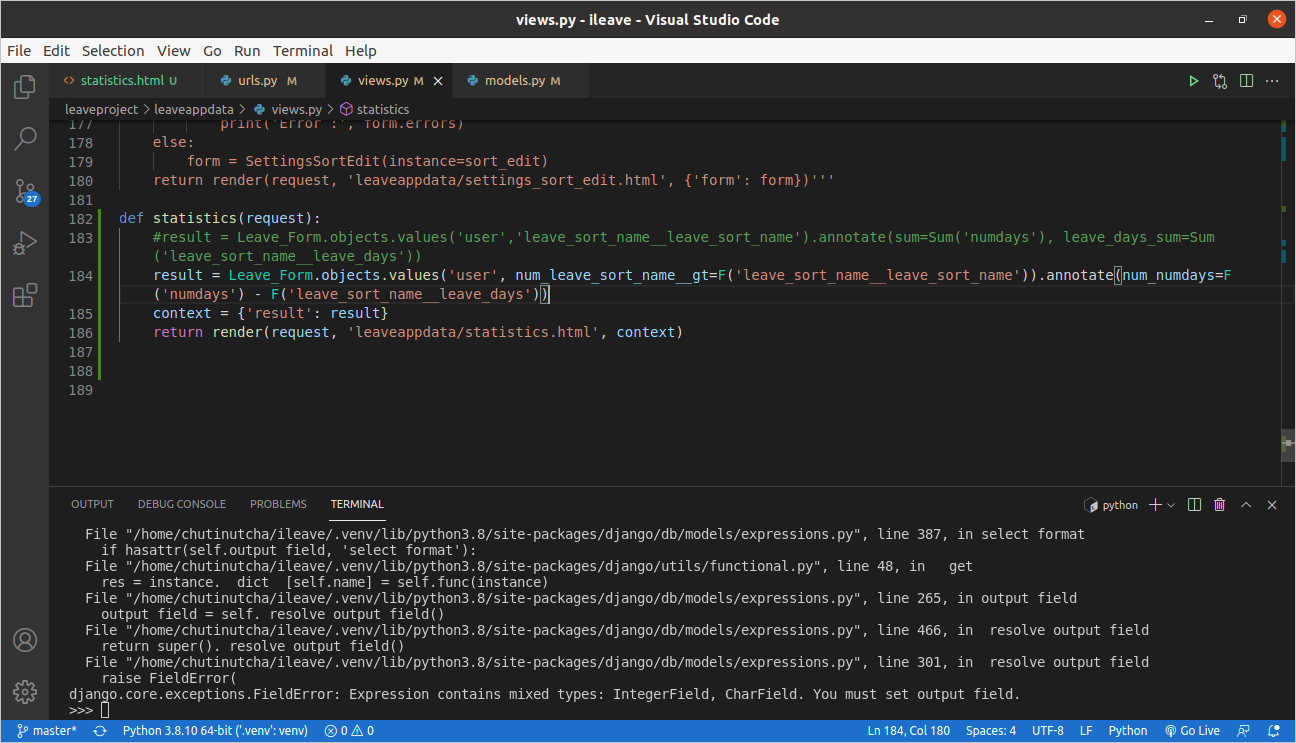 views.py - ileave - Visual Studio Code
File Edit Selection View Go Run Terminal Help
statistics.html U urls.py M views.py M models.py M
leaveproject > leaveappdata > views.py > statistics
177 print('Error :', form.errors)
178 else:
179 form = SettingsSortEdit(instance=sort_edit)
180 return render(request, 'leaveappdata/settings_sort_edit.html', {'form': form})'''
181
182 def statistics(request):
183 #result = Leave_Form.objects.values('user','leave_sort_name__leave_sort_name').annotate(sum=Sum('numdays'), leave_days_sum=Sum
('leave_sort_name__leave_days'))
184 result = Leave_Form.objects.values('user', num_leave_sort_name__gt=F('leave_sort_name__leave_sort_name')).annotate(num_numdays=F
('numdays') - F('leave_sort_name__leave_days'))
185 context = {'result': result}
186 return render(request, 'leaveappdata/statistics.html', context)
187
188
189
27
OUTPUT DEBUG CONSOLE PROBLEMS TERMINAL python
File "/home/chutinutcha/ileave/.venv/lib/python3.8/site-packages/django/db/models/expressions.py", line 387, in select format
if hasattr(self.output field, 'select format'):
File "/home/chutinutcha/ileave/.venv/lib/python3.8/site-packages/django/utils/functional.py", line 48, in get
res = instance. dict [self.name] = self.func(instance)
File "/home/chutinutcha/ileave/.venv/lib/python3.8/site-packages/django/db/models/expressions.py", line 265, in output field
output field = self. resolve output field()
File "/home/chutinutcha/ileave/.venv/lib/python3.8/site-packages/django/db/models/expressions.py", line 466, in resolve output field
return super(). resolve output field()
File "/home/chutinutcha/ileave/.venv/lib/python3.8/site-packages/django/db/models/expressions.py", line 301, in resolve output field
raise FieldError(
django.core.exceptions.FieldError: Expression contains mixed types: IntegerField, CharField. You must set output field.
>>>
master* Python 3.8.10 64-bit ('.venv': venv) 0 0 Ln 184, Col 180 Spaces: 4 UTF-8 LF Python Go Live